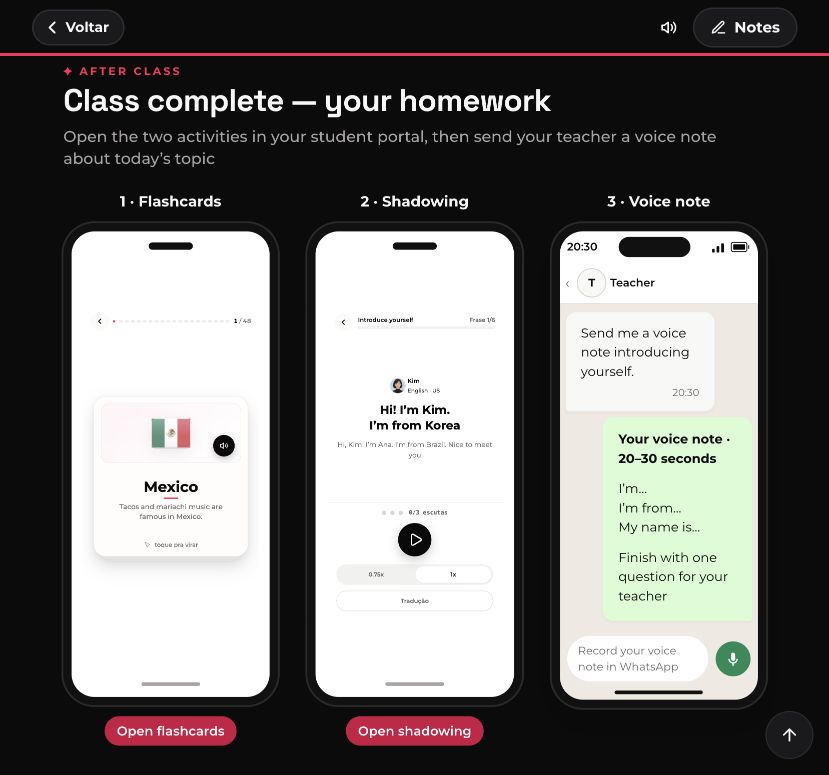 Voltar
Notes
✦ AFTER CLASS
Class complete — your homework
Open the two activities in your student portal, then send your teacher a voice note
about today's topic
1 · Flashcards
1 / 48
Mexico
Tacos and mariachi music are
famous in Mexico.
toque pra virar
Open flashcards
2 · Shadowing
Introduce yourself
Frase 1/6
Kim
English · US
Hi! I'm Kim.
I'm from Korea
Hi, Kim. I'm Ana. I'm from Brazil. Nice to meet
you
0/3 escutas
0.75x
1x
Tradução
Open shadowing
3 · Voice note
20:30
T
Teacher
Send me a voice
note introducing
yourself.
20:30
Your voice note ·
20–30 seconds
I'm...
I'm from...
My name is...
Finish with one
question for your
teacher
Record your voice
note in WhatsApp